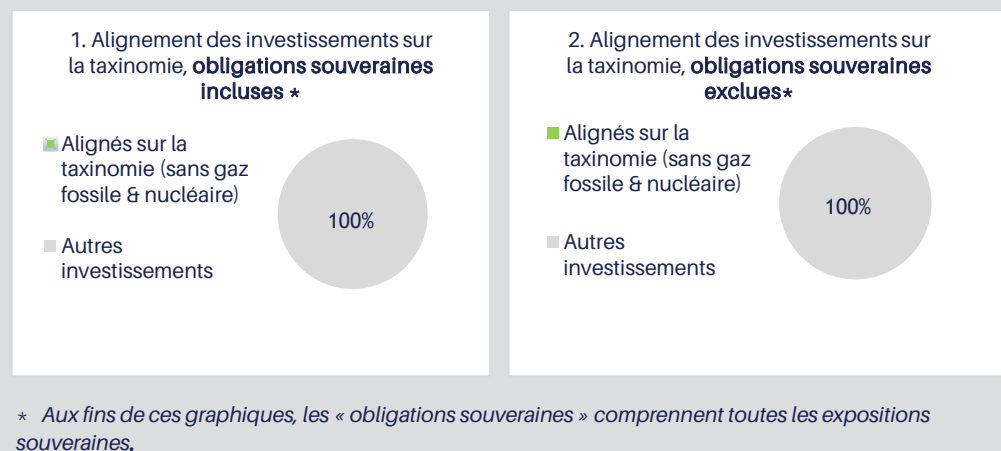 1. Alignement des investissements sur
la taxinomie, obligations souveraines
incluses *
Alignés sur la
taxinomie (sans gaz
fossile & nucléaire)
Autres
investissements
100%
2. Alignement des investissements sur
la taxinomie, obligations souveraines
exclues*
Alignés sur la
taxinomie (sans gaz
fossile & nucléaire)
Autres
investissements
100%
* Aux fins de ces graphiques, les « obligations souveraines » comprennent toutes les expositions
souveraines.